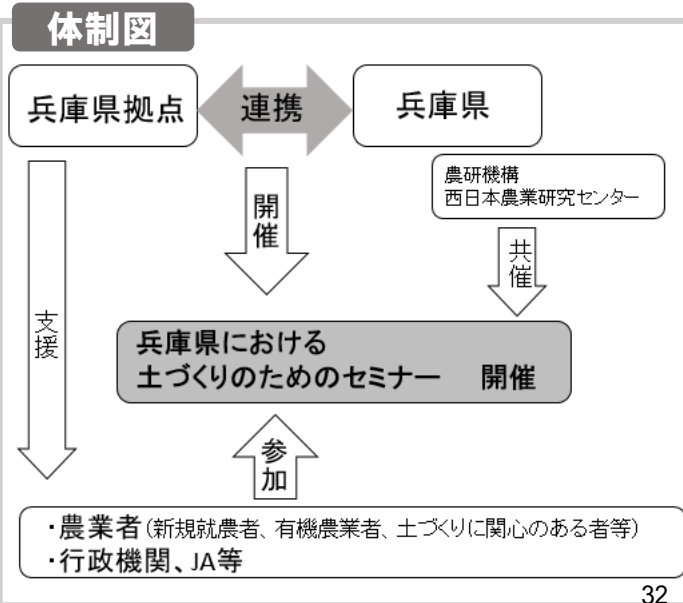 体制図
兵庫県拠点
連携
兵庫県
農研機構
西日本農業研究センター
開催
共催
支援
兵庫県における
土づくりのためのセミナー　開催
参加
・農業者(新規就農者、有機農業者、土づくりに関心のある者等)
・行政機関、JA等
32